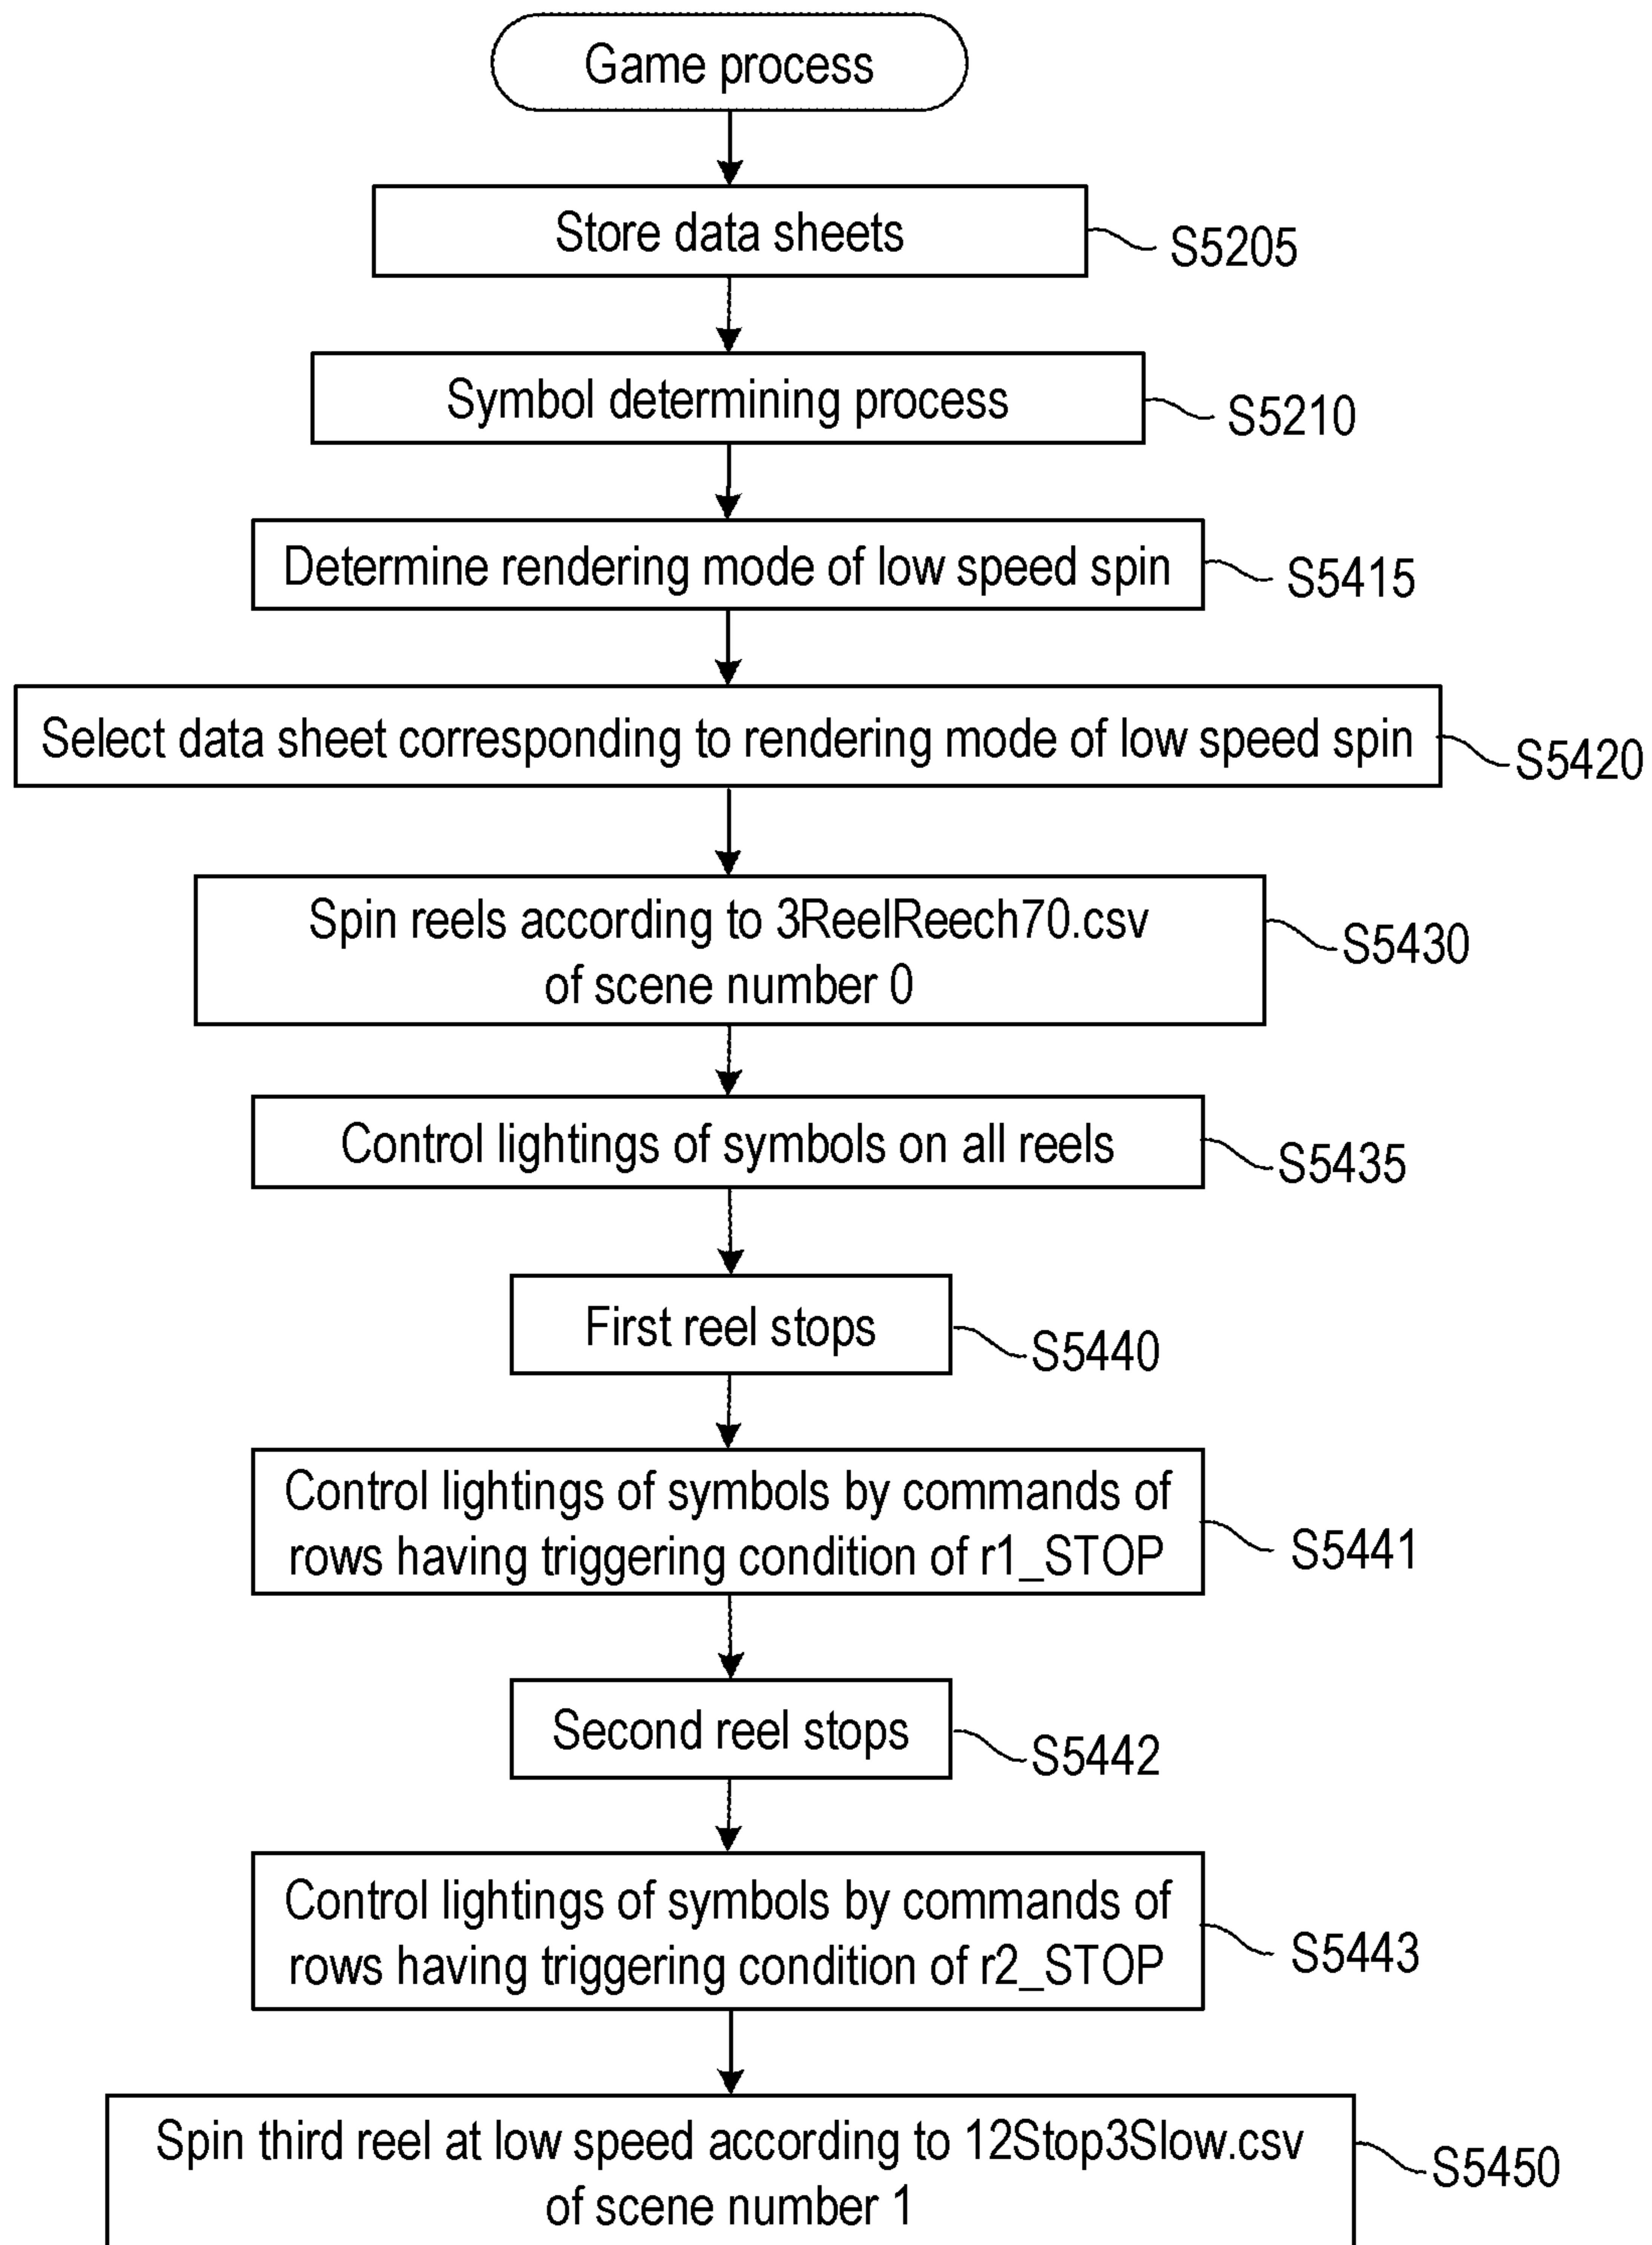 Game process
Store data sheets
S5205
Symbol determining process
S5210
Determine rendering mode of low speed spin
S5415
Select data sheet corresponding to rendering mode of low speed spin
S5420
Spin reels according to 3ReelReech70.csv
of scene number 0
S5430
Control lightings of symbols on all reels
S5435
First reel stops
S5440
Control lightings of symbols by commands of
rows having triggering condition of r1_STOP
S5441
Second reel stops
S5442
Control lightings of symbols by commands of
rows having triggering condition of r2_STOP
S5443
Spin third reel at low speed according to 12Stop3Slow.csv
of scene number 1
S5450